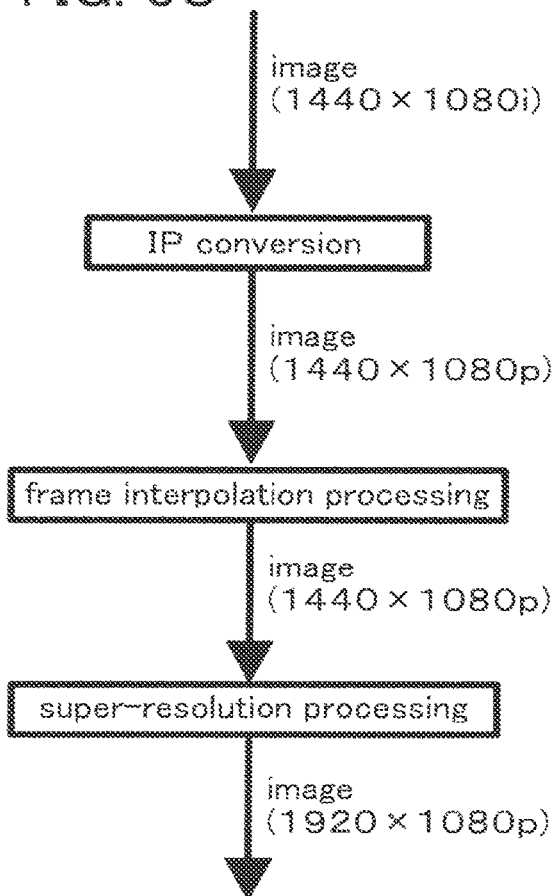 image
(1440×1080i)
IP conversion
image
(1440×1080p)
frame interpolation processing
image
(1440×1080p)
super-resolution processing
image
(1920×1080p)